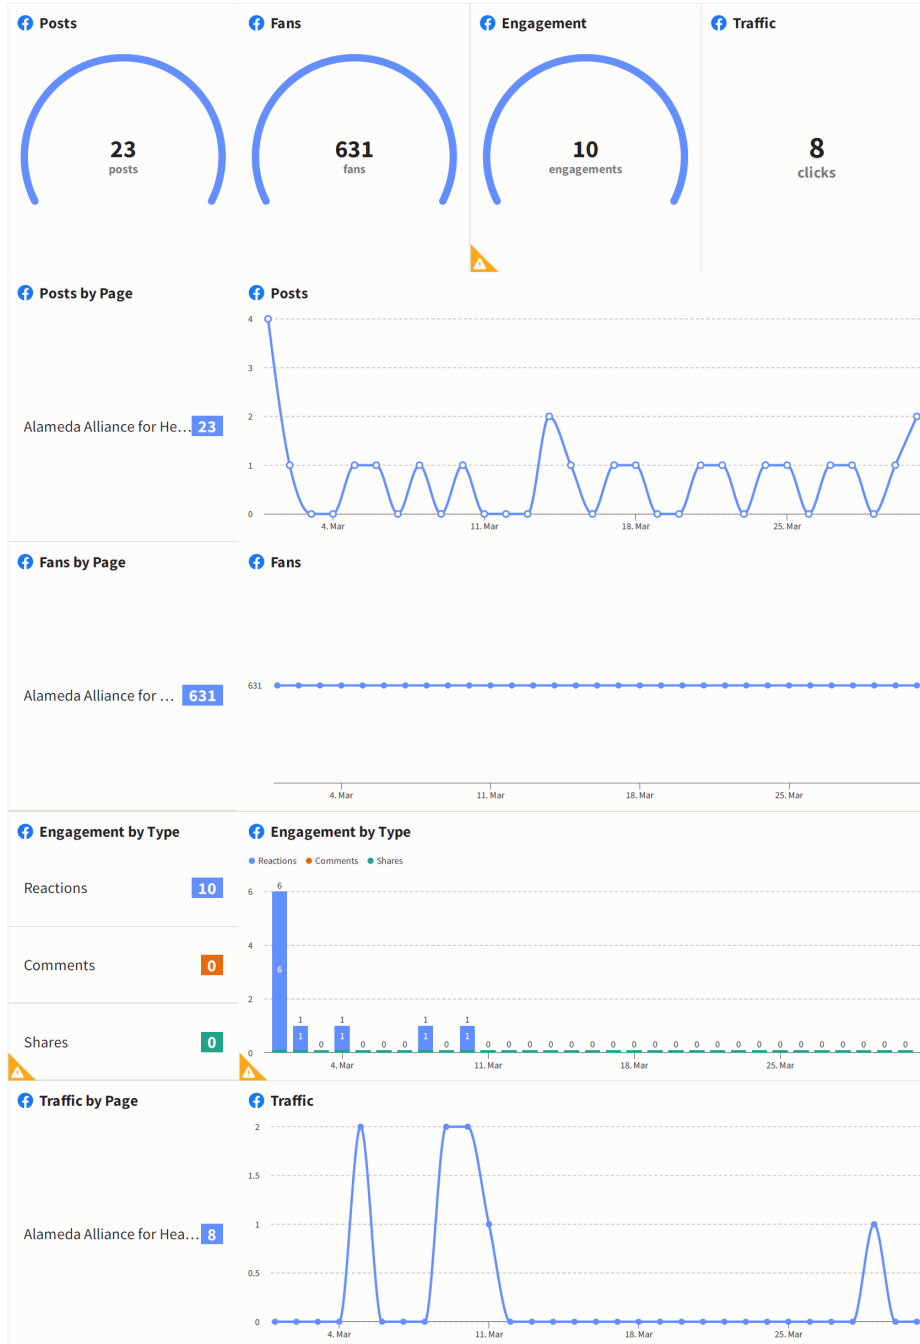 Posts
Fans
Engagement
Traffic
23
posts
631
fans
10
engagements
8
clicks
Posts by Page
Alameda Alliance for He… 23
Posts
4
3
2
1
0
4. Mar 11. Mar 18. Mar 25. Mar
Fans by Page
Alameda Alliance for … 631
Fans
631
4. Mar 11. Mar 18. Mar 25. Mar
Engagement by Type
Reactions 10
Comments 0
Shares 0
Engagement by Type
Reactions Comments Shares
6
4
2
0
6
6
1 1 1 1
1 1 1 1
0 0 0 0 0 0 0 0 0 0 0 0 0 0 0 0 0 0 0 0 0 0 0 0 0 0
4. Mar 11. Mar 18. Mar 25. Mar
Traffic by Page
Alameda Alliance for Hea… 8
Traffic
2
1.5
1
0.5
0
4. Mar 11. Mar 18. Mar 25. Mar